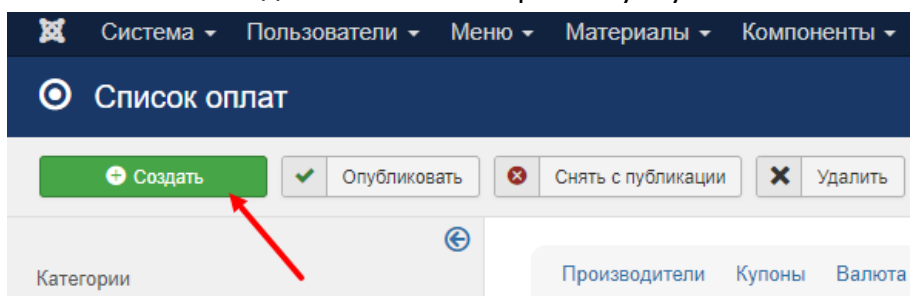 Система Пользователи Меню Материалы Компоненты
Список оплат
Создать Опубликовать Снять с публикации Удалить
Категории
Производители Купоны Валюта